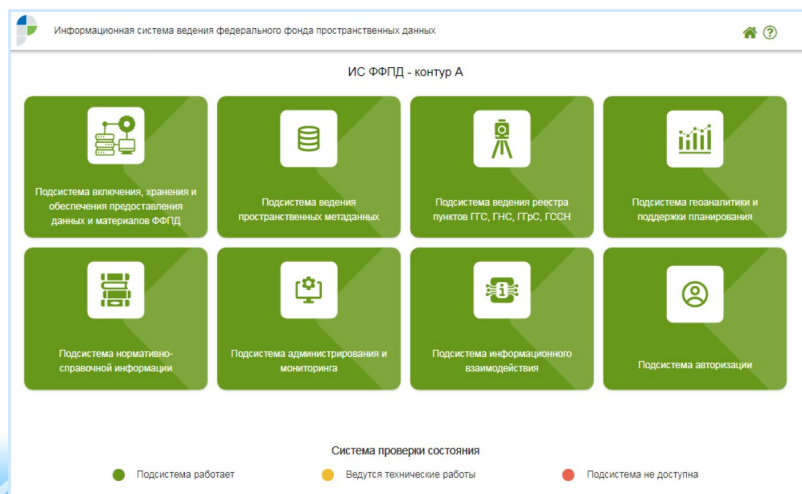 Информационная система ведения федерального фонда пространственных данных
ИС ФФПД - контур А
Подсистема включения, хранения и
обеспечения предоставления
данных и материалов ФФПД
Подсистема ведения
пространственных метаданных
Подсистема ведения реестра
пунктов ГГС, ГНС, ГГрС, ГССН
Подсистема геоаналитики и
поддержки планирования
Подсистема нормативно-
справочной информации
Подсистема администрирования и
мониторинга
Подсистема информационного
взаимодействия
Подсистема авторизации
Система проверки состояния
Подсистема работает
Ведутся технические работы
Подсистема не доступна